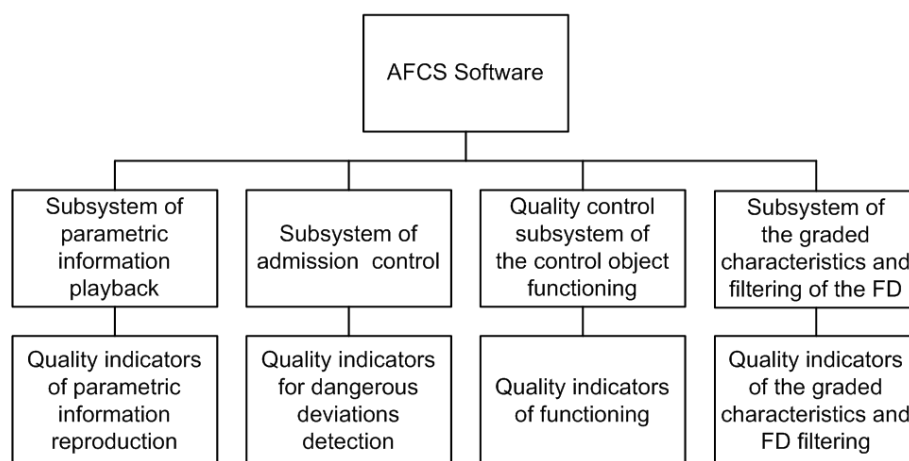 AFCS Software
Subsystem of
parametric
information
playback
Subsystem of
admission control
Quality control
subsystem of
the control object
functioning
Subsystem of
the graded
characteristics and
filtering of the FD
Quality indicators
of parametric
information
reproduction
Quality indicators
for dangerous
deviations
detection
Quality indicators
of functioning
Quality indicators
of the graded
characteristics and
FD filtering